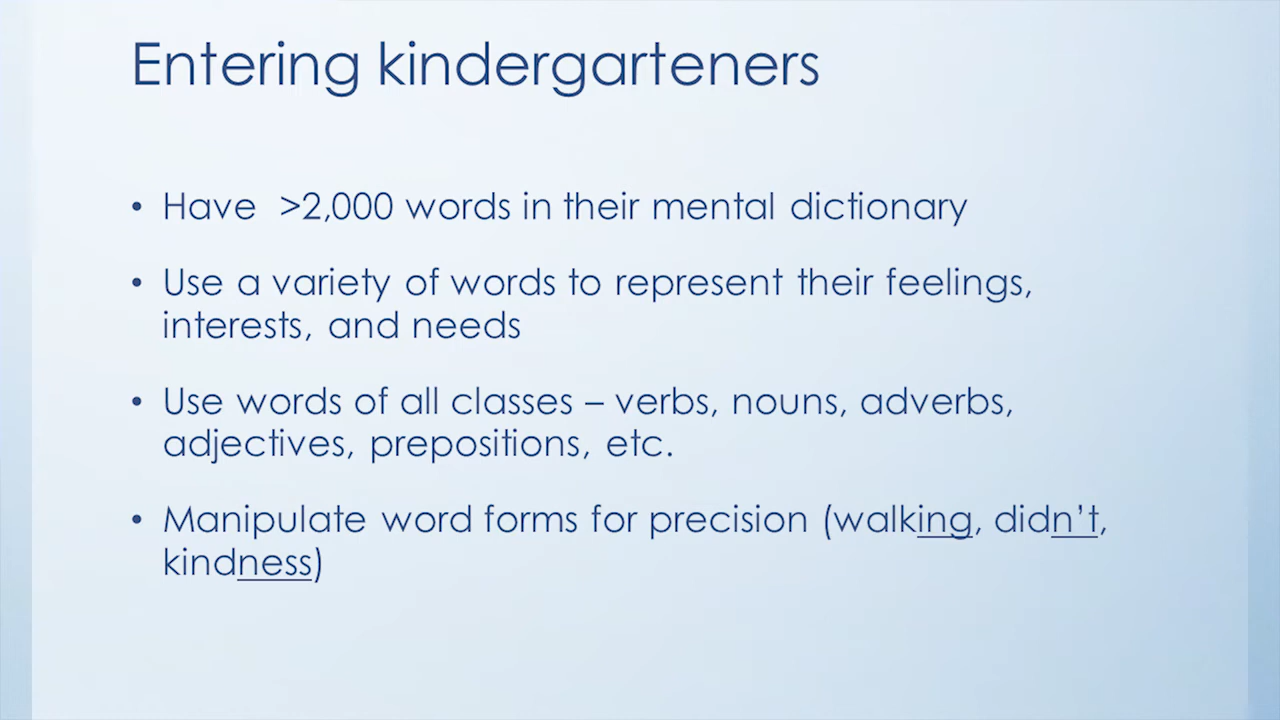 Entering kindergarteners
• Have >2,000 words in their mental dictionary
• Use a variety of words to represent their feelings,
interests, and needs
• Use words of all classes – verbs, nouns, adverbs,
adjectives, prepositions, etc.
• Manipulate word forms for precision (walking, didn't,
kindness)